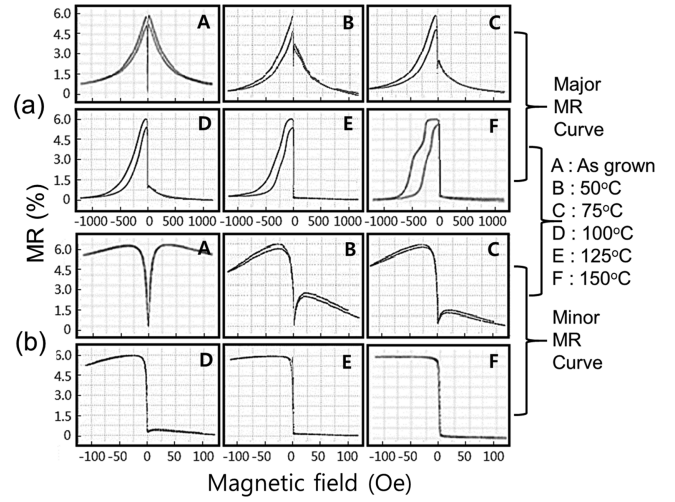 (a)
MR (%)
6.0
4.5
3.0
1.5
0
A
B
C
6.0
4.5
3.0
1.5
0
D
E
F
-1000 -500 0 500 1000
-1000 -500 0 500 1000
-1000 -500 0 500 1000
(b)
6.0
4.5
3.0
1.5
0
A
B
C
6.0
4.5
3.0
1.5
0
D
E
F
-100 -50 0 50 100
-100 -50 0 50 100
-100 -50 0 50 100
Magnetic field (Oe)
Major
MR
Curve
A : As grown
B : 50°C
C : 75°C
D : 100°C
E : 125°C
F : 150°C
Minor
MR
Curve